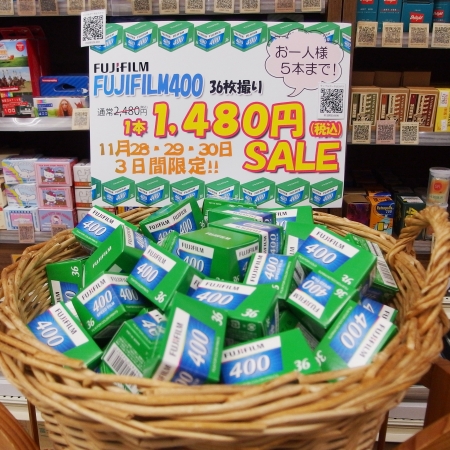 FUJIFILM
400
お一人様
5本まで!
FUJIFILM
FUJIFILM400 36枚撮り
通常2,480円
1本 1,480円(税込)
11月28・29・30日
3日間限定!!
SALE
FUJIFILM
400
36